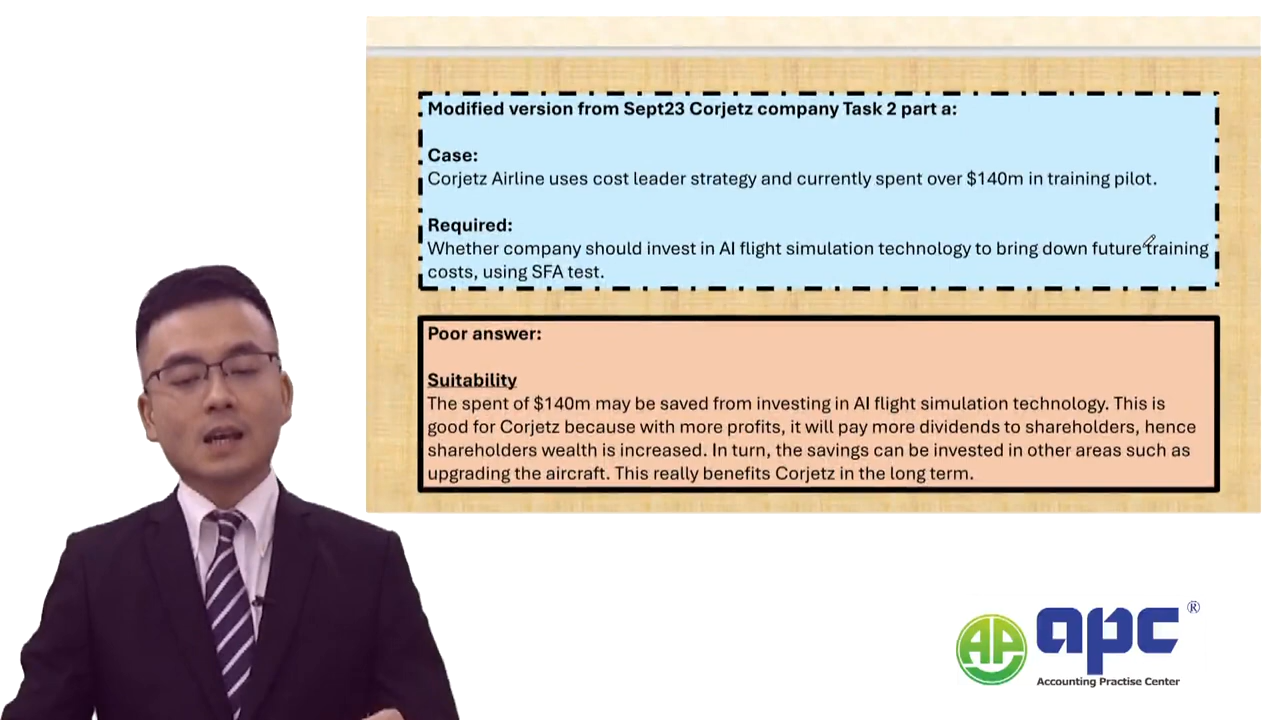 Modified version from Sept23 Corjetz company Task 2 part a:
Case:
Corjetz Airline uses cost leader strategy and currently spent over $140m in training pilot.
Required:
Whether company should invest in AI flight simulation technology to bring down future training
costs, using SFA test.
Poor answer:
Suitability
The spent of $140m may be saved from investing in AI flight simulation technology. This is
good for Corjetz because with more profits, it will pay more dividends to shareholders, hence
shareholders wealth is increased. In turn, the savings can be invested in other areas such as
upgrading the aircraft. This really benefits Corjetz in the long term.
AP apc ®
Accounting Practise Center